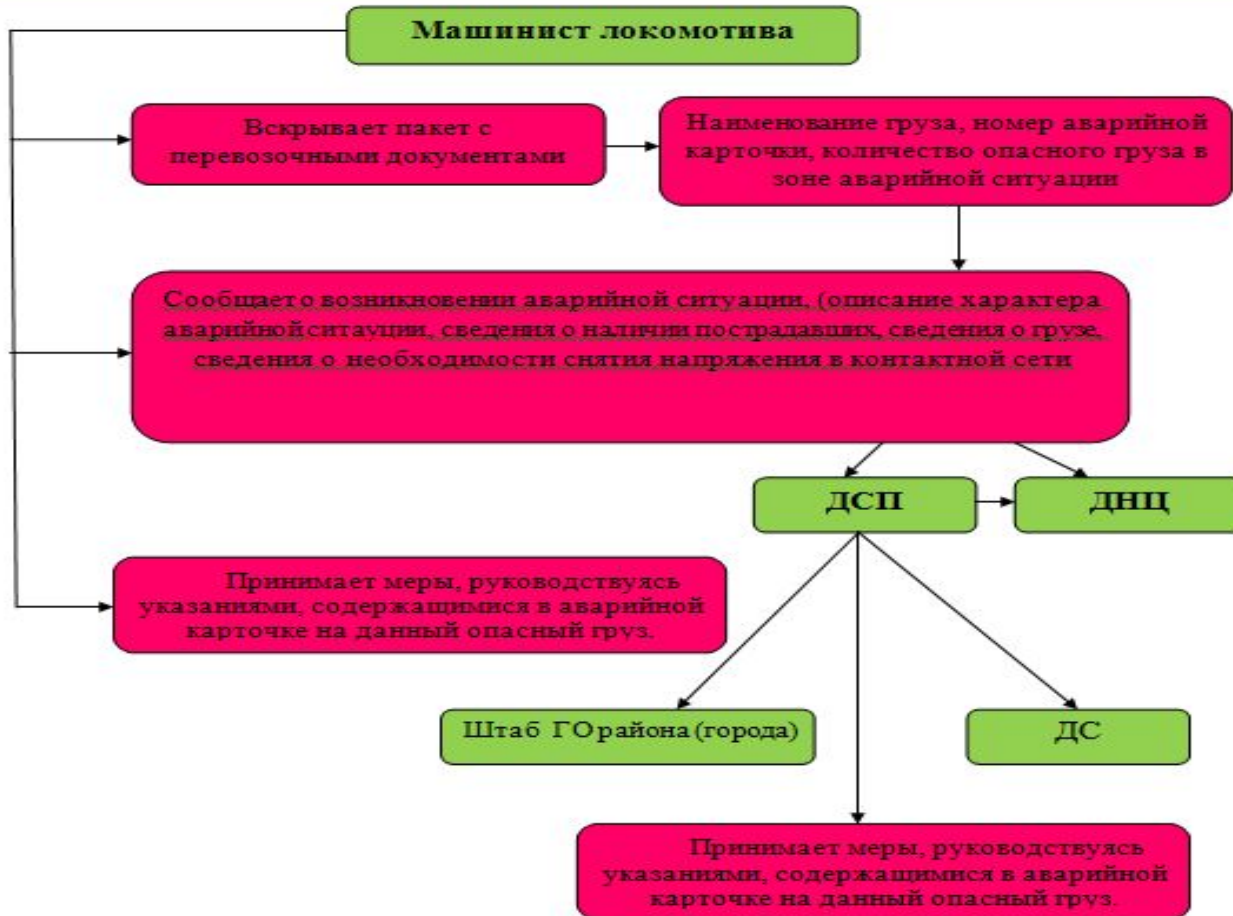 Машинист локомотива
Вскрывает пакет с
перевозочными документами
Наименование груза, номер аварийной
карточки, количество опасного груза в
зоне аварийной ситуации
Сообщает о возникновении аварийной ситуации, (описание характера
аварийной ситауции, сведения о наличии пострадавших, сведения о грузе,
сведения о необходимости снятия напряжения в контактной сети
ДСП
ДНЦ
Принимает меры, руководствуясь
указаниями, содержащимися в аварийной
карточке на данный опасный груз.
Штаб ГО района (города)
ДС
Принимает меры, руководствуясь
указаниями, содержащимися в аварийной
карточке на данный опасный груз.